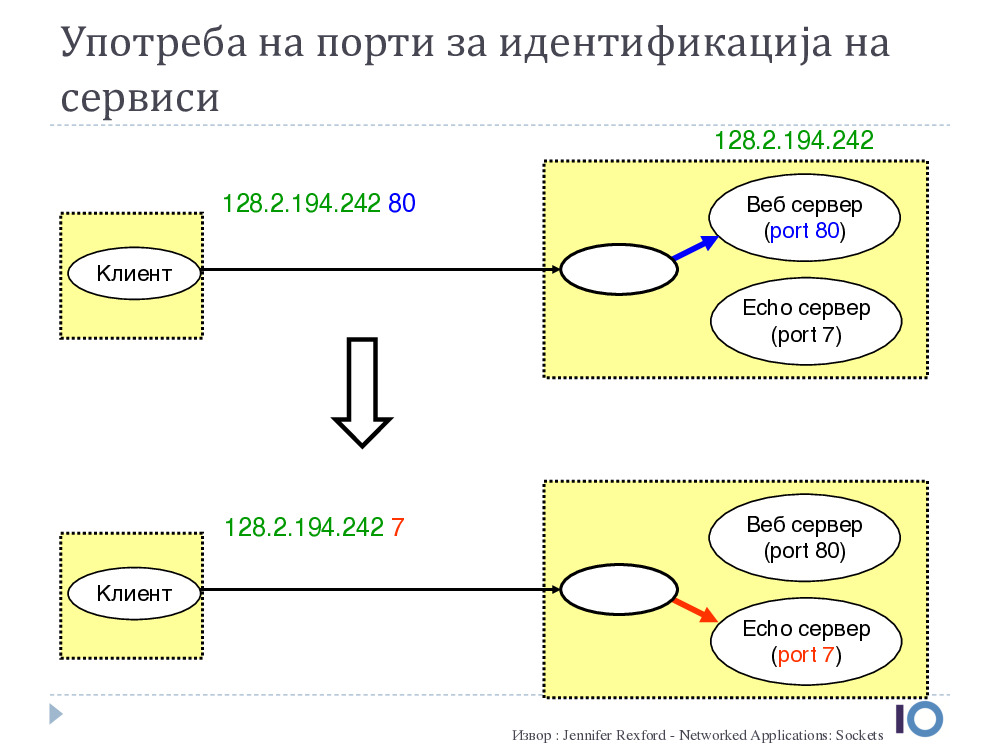 Употреба на порти за идентификација на
сервиси
128.2.194.242
128.2.194.242 80
Веб сервер
(port 80)
Клиент
Echo сервер
(port 7)
128.2.194.242 7
Веб сервер
(port 80)
Клиент
Echo сервер
(port 7)
Извор : Jennifer Rexford - Networked Applications: Sockets